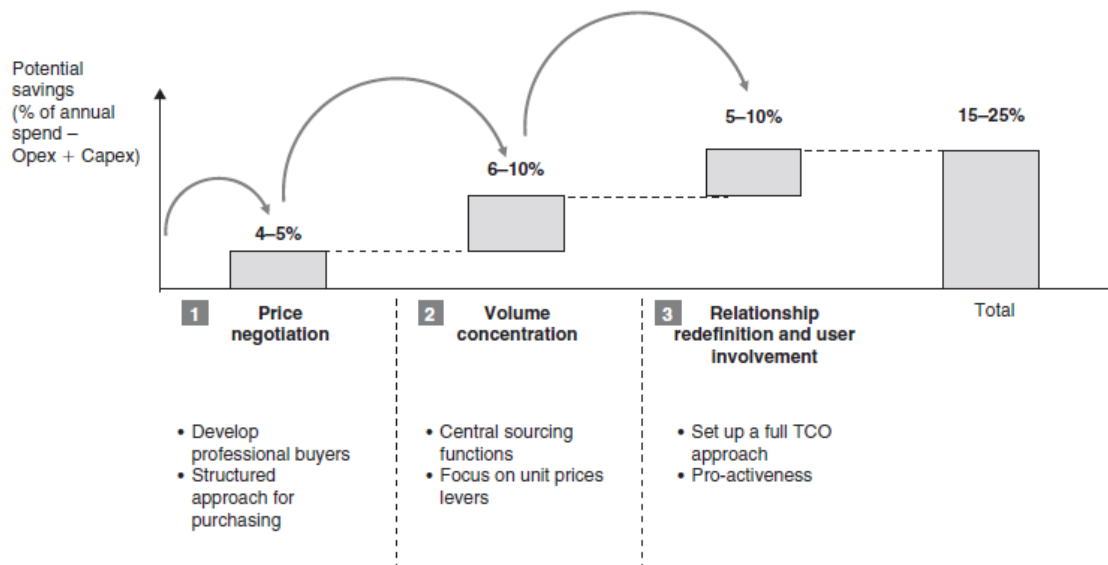 Potential
savings
(% of annual
spend –
Opex + Capex)
4–5%
6–10%
5–10%
15–25%
1
Price
negotiation
2
Volume
concentration
3
Relationship
redefinition and user
involvement
Total
• Develop
professional buyers
• Structured
approach for
purchasing
• Central sourcing
functions
• Focus on unit prices
levers
• Set up a full TCO
approach
• Pro-activeness